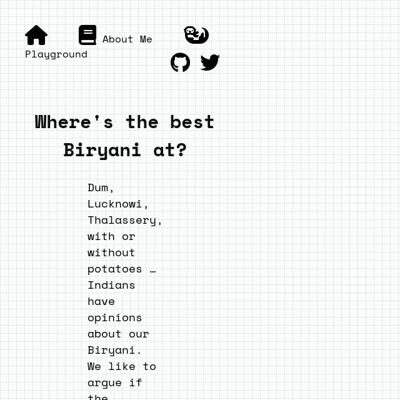 About Me
Playground
Where's the best
Biryani at?
Dum,
Lucknowi,
Thalassery,
with or
without
potatoes …
Indians
have
opinions
about our
Biryani.
We like to
argue if
the